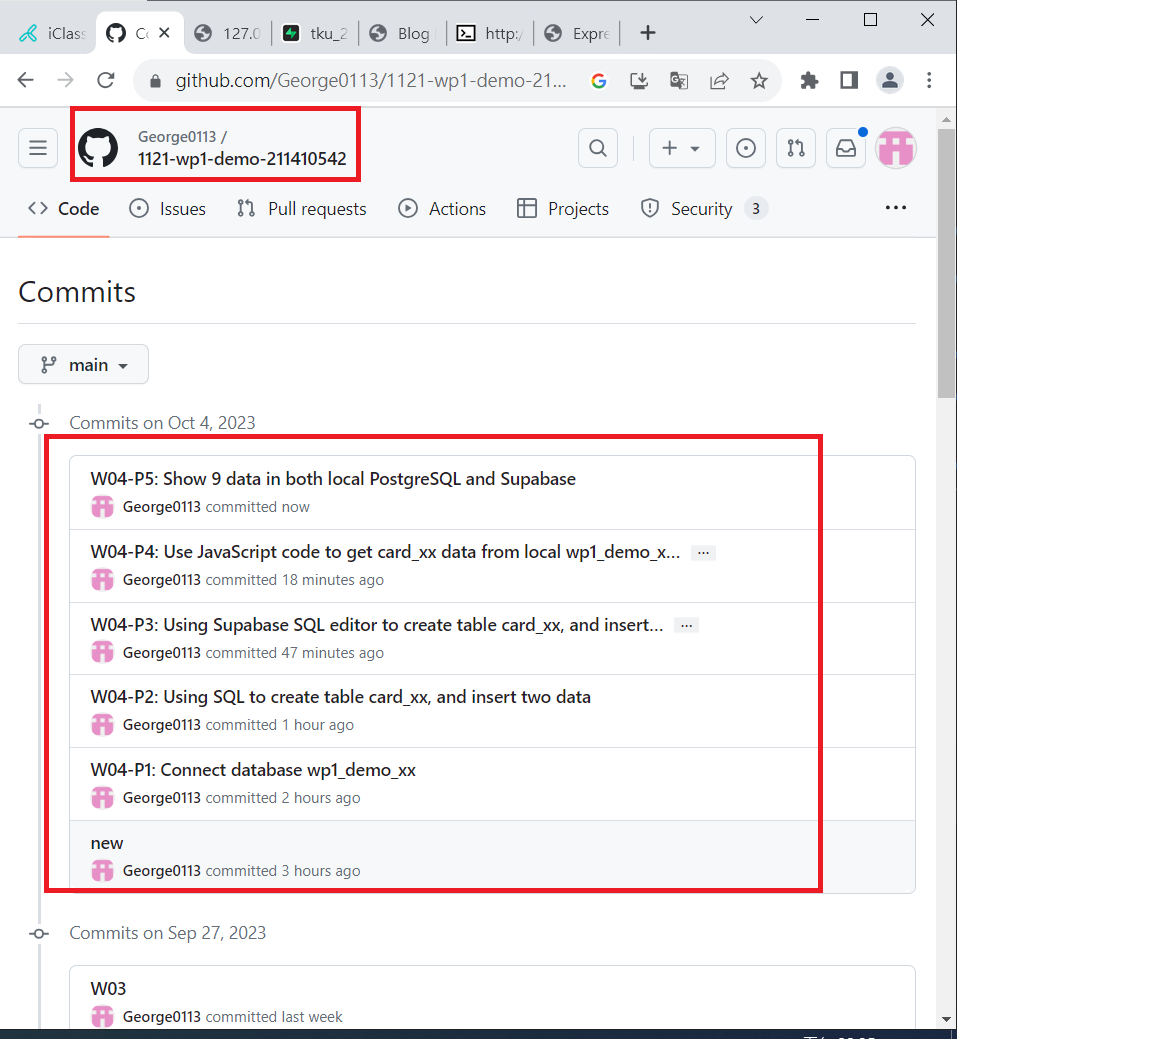 iClass
Co
127.0
tku_2
Blog
http:/
Expre
github.com/George0113/1121-wp1-demo-21...
George0113 /
1121-wp1-demo-211410542
Code
Issues
Pull requests
Actions
Projects
Security 3
Commits
main
Commits on Oct 4, 2023
W04-P5: Show 9 data in both local PostgreSQL and Supabase
George0113 committed now
W04-P4: Use JavaScript code to get card_xx data from local wp1_demo_x...
George0113 committed 18 minutes ago
W04-P3: Using Supabase SQL editor to create table card_xx, and insert...
George0113 committed 47 minutes ago
W04-P2: Using SQL to create table card_xx, and insert two data
George0113 committed 1 hour ago
W04-P1: Connect database wp1_demo_xx
George0113 committed 2 hours ago
new
George0113 committed 3 hours ago
Commits on Sep 27, 2023
W03
George0113 committed last week